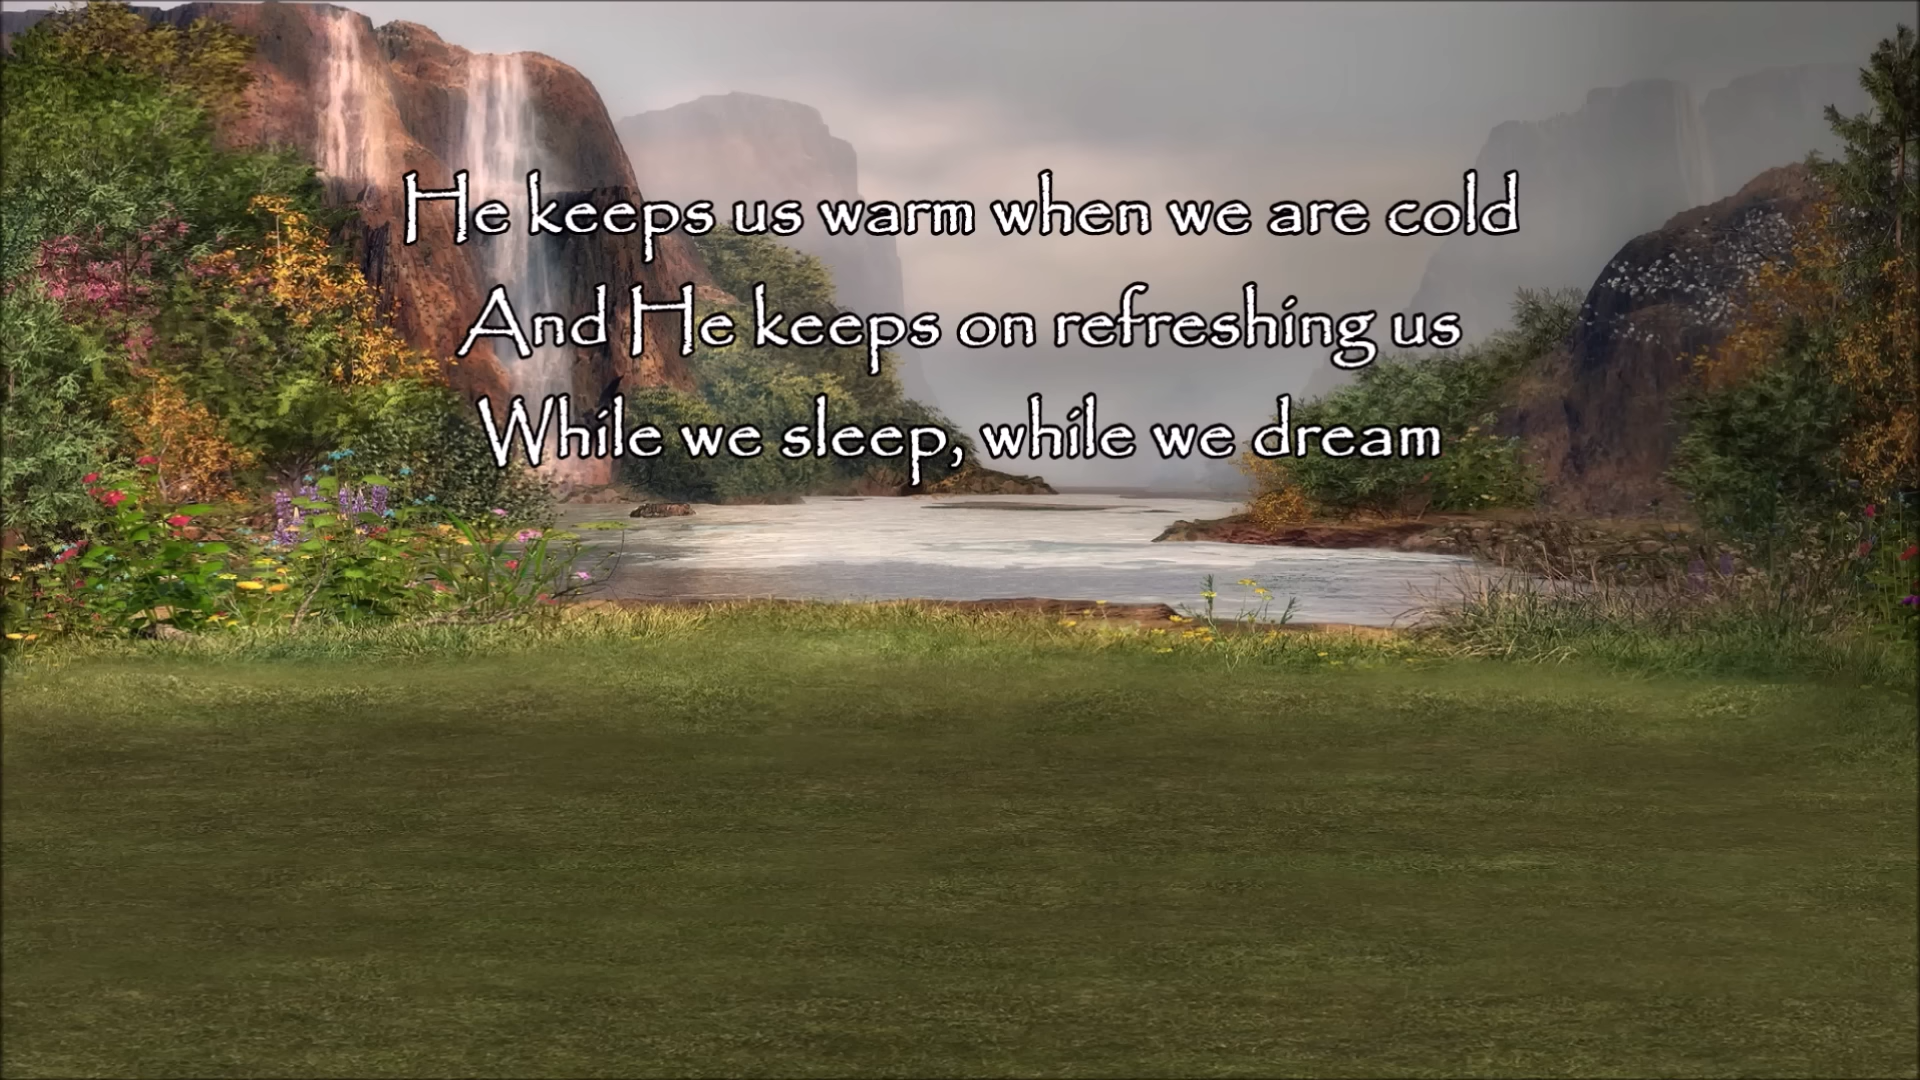 He keeps us warm when we are cold
And He keeps on refreshing us
While we sleep, while we dream